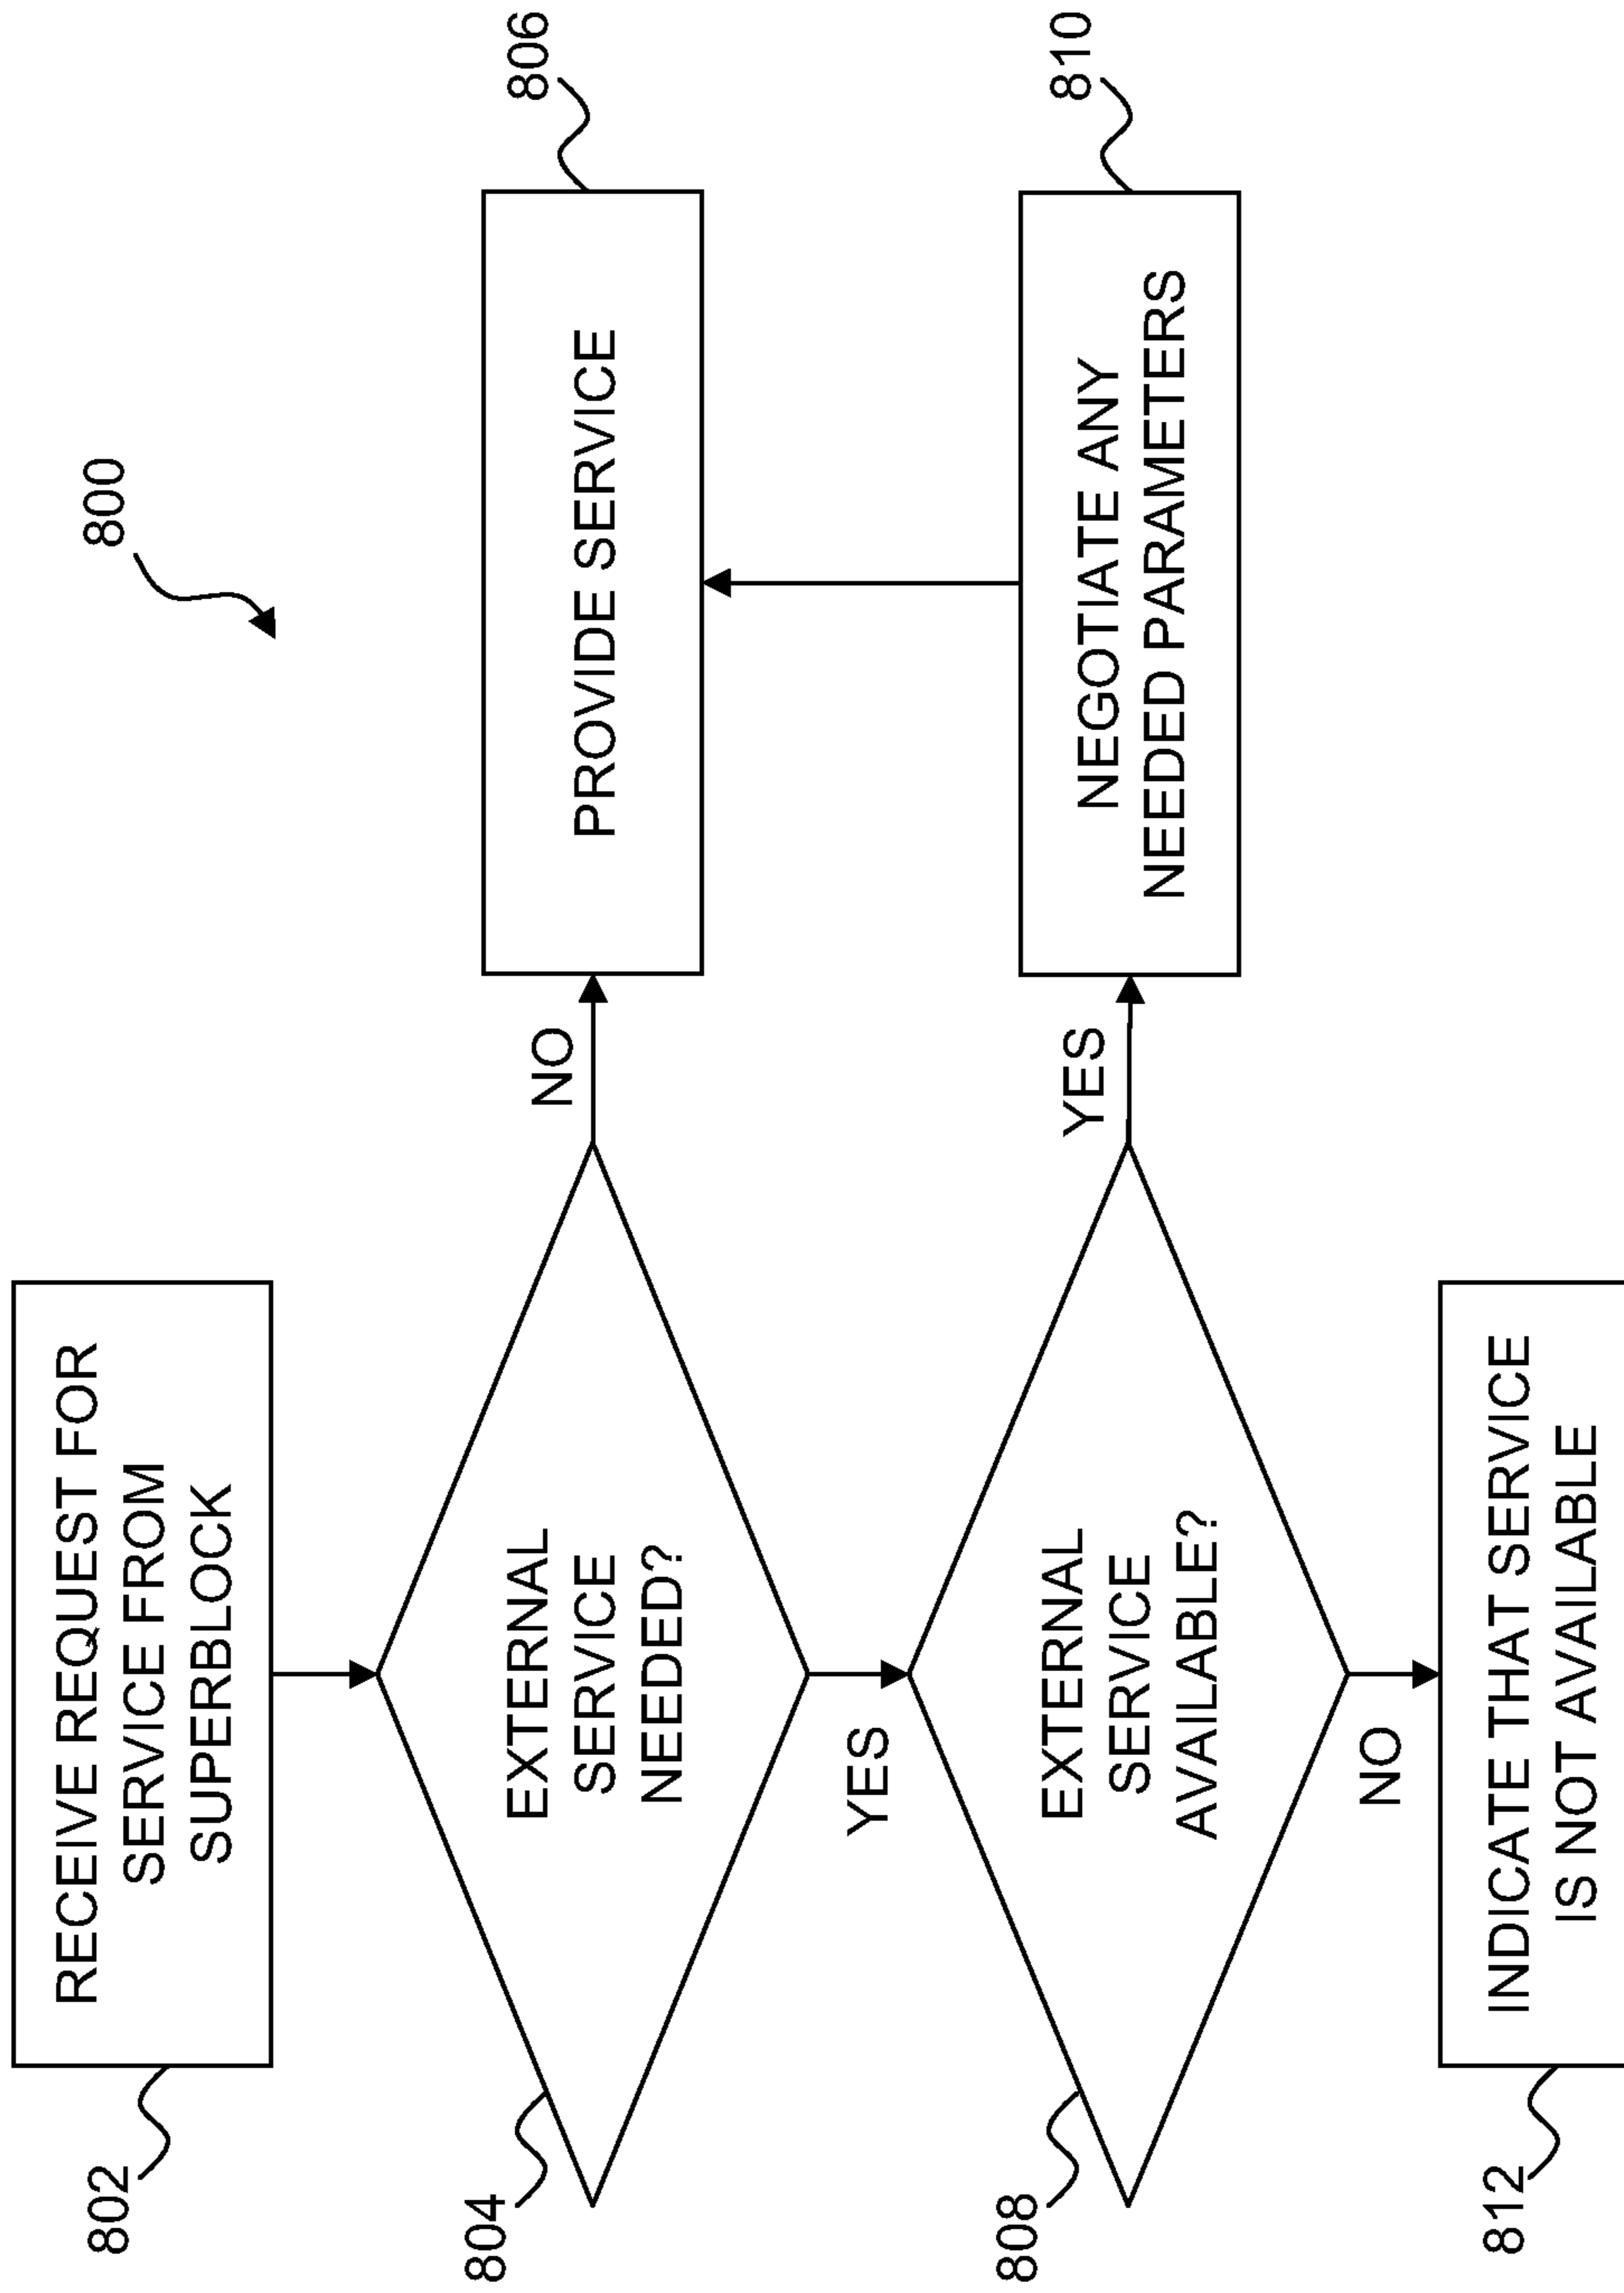 800
802
RECEIVE REQUEST FOR
SERVICE FROM
SUPERBLOCK
804
EXTERNAL
SERVICE
NEEDED?
NO
PROVIDE SERVICE
806
YES
808
EXTERNAL
SERVICE
AVAILABLE?
YES
NEGOTIATE ANY
NEEDED PARAMETERS
810
NO
812
INDICATE THAT SERVICE
IS NOT AVAILABLE